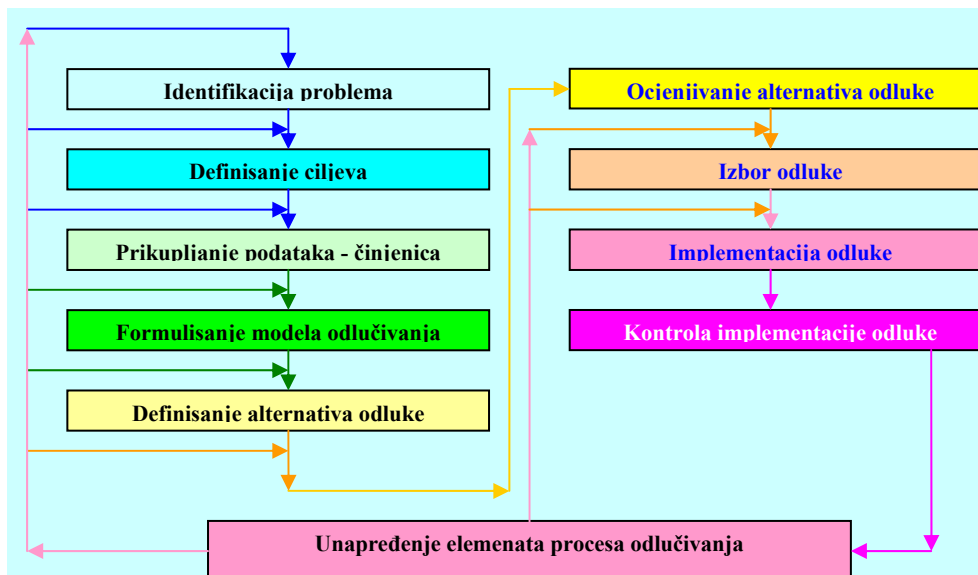 Identifikacija problema
Definisanje ciljeva
Prikupljanje podataka - činjenica
Formulisanje modela odlučivanja
Definisanje alternativa odluke
Ocjenjivanje alternativa odluke
Izbor odluke
Implementacija odluke
Kontrola implementacije odluke
Unapređenje elemenata procesa odlučivanja